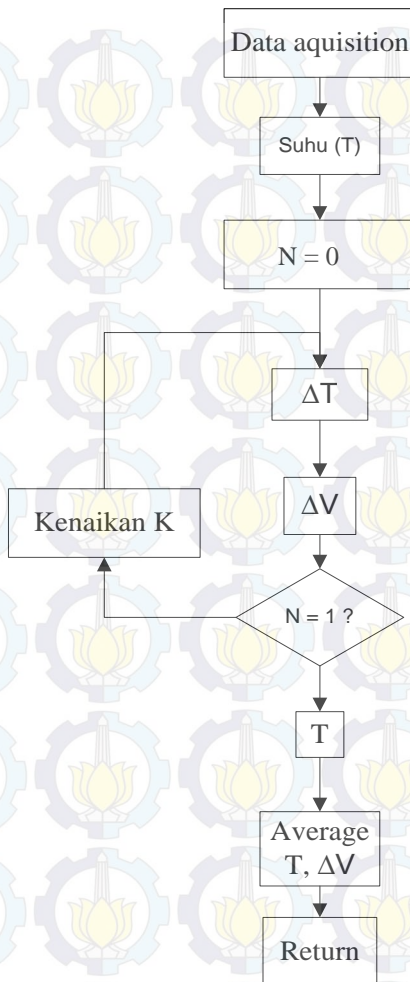 Data aquisition
Suhu (T)
N = 0
ΔT
ΔV
Kenaikan K
N = 1 ?
T
Average
T, ΔV
Return